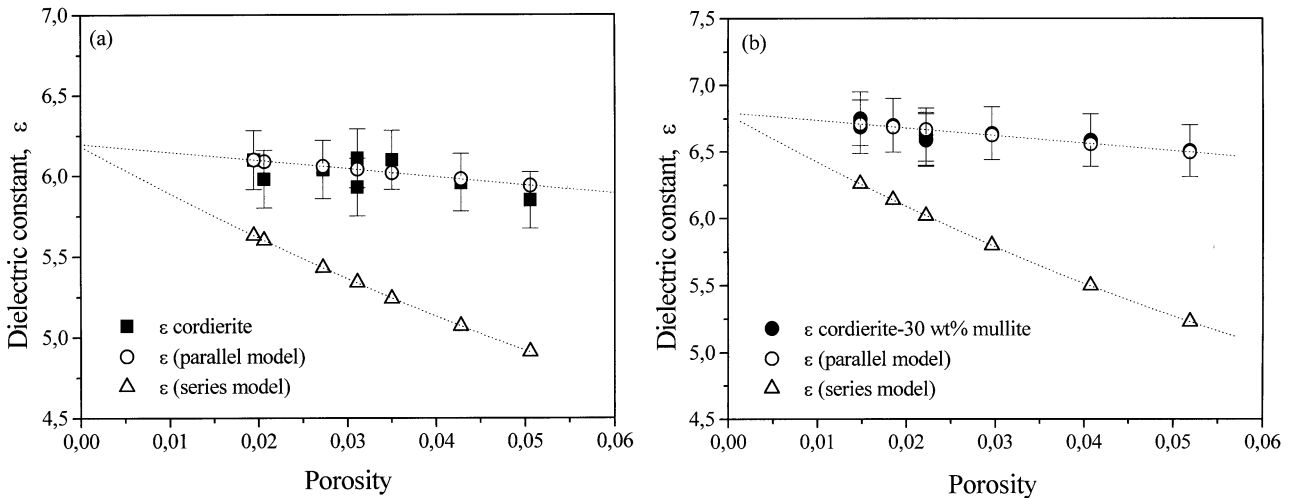 (a)
7,0
6,5
6,0
5,5
5,0
4,5
Dielectric constant, ε
ε cordierite
ε (parallel model)
ε (series model)
0,00 0,01 0,02 0,03 0,04 0,05 0,06
Porosity
(b)
7,5
7,0
6,5
6,0
5,5
5,0
4,5
Dielectric constant, ε
ε cordierite-30 wt% mullite
ε (parallel model)
ε (series model)
0,00 0,01 0,02 0,03 0,04 0,05 0,06
Porosity